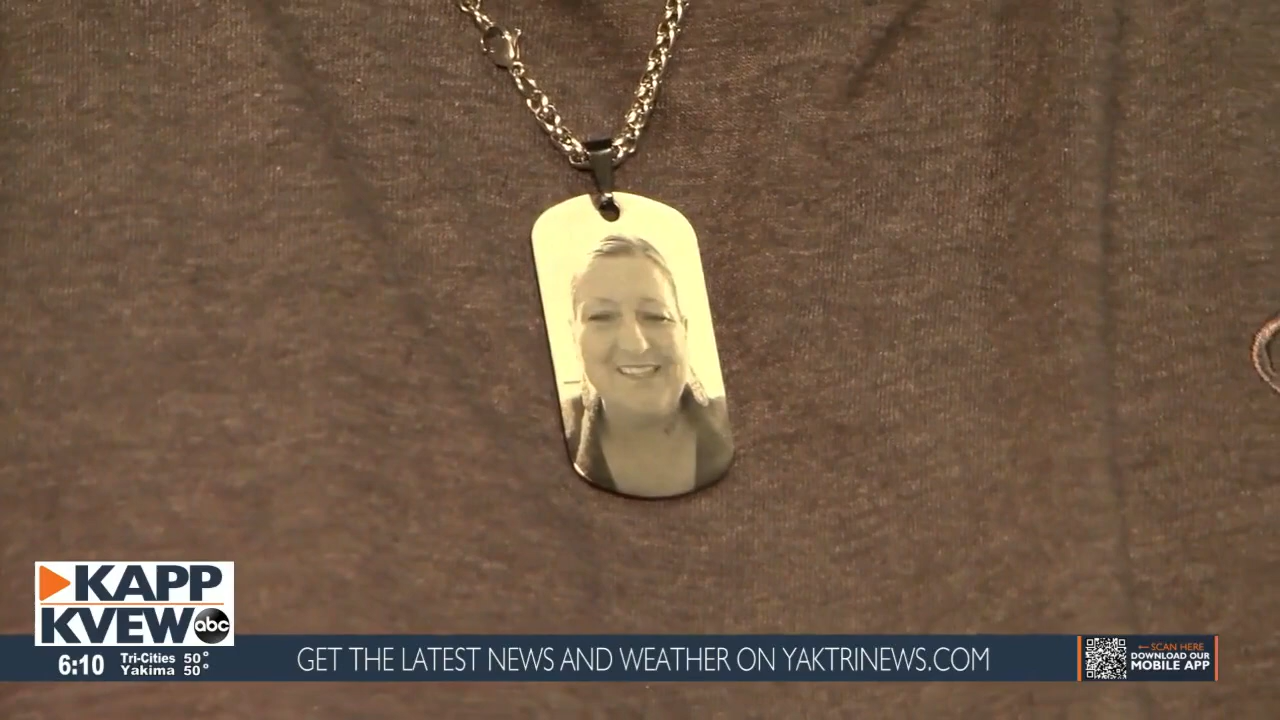 KAPP
KVEW abc
6:10
Tri-Cities 50°
Yakima 50°
GET THE LATEST NEWS AND WEATHER ON YAKTRINEWS.COM
SCAN HERE
DOWNLOAD OUR
MOBILE APP